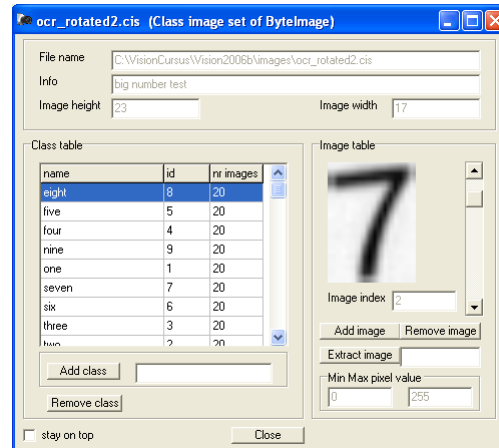 ocr_rotated2.cis (Class image set of ByteImage)
File name C:\VisionCursus\Vision2006b\images\ocr_rotated2.cis
Info big number test
Image height 23 Image width 17
Class table
name id nr images
eight 8 20
five 5 20
four 4 20
nine 9 20
one 1 20
seven 7 20
six 6 20
three 3 20
two 2 20
Add class
Remove class
Image table
7
Image index 2
Add image Remove image
Extract image
Min Max pixel value
0 255
stay on top Close